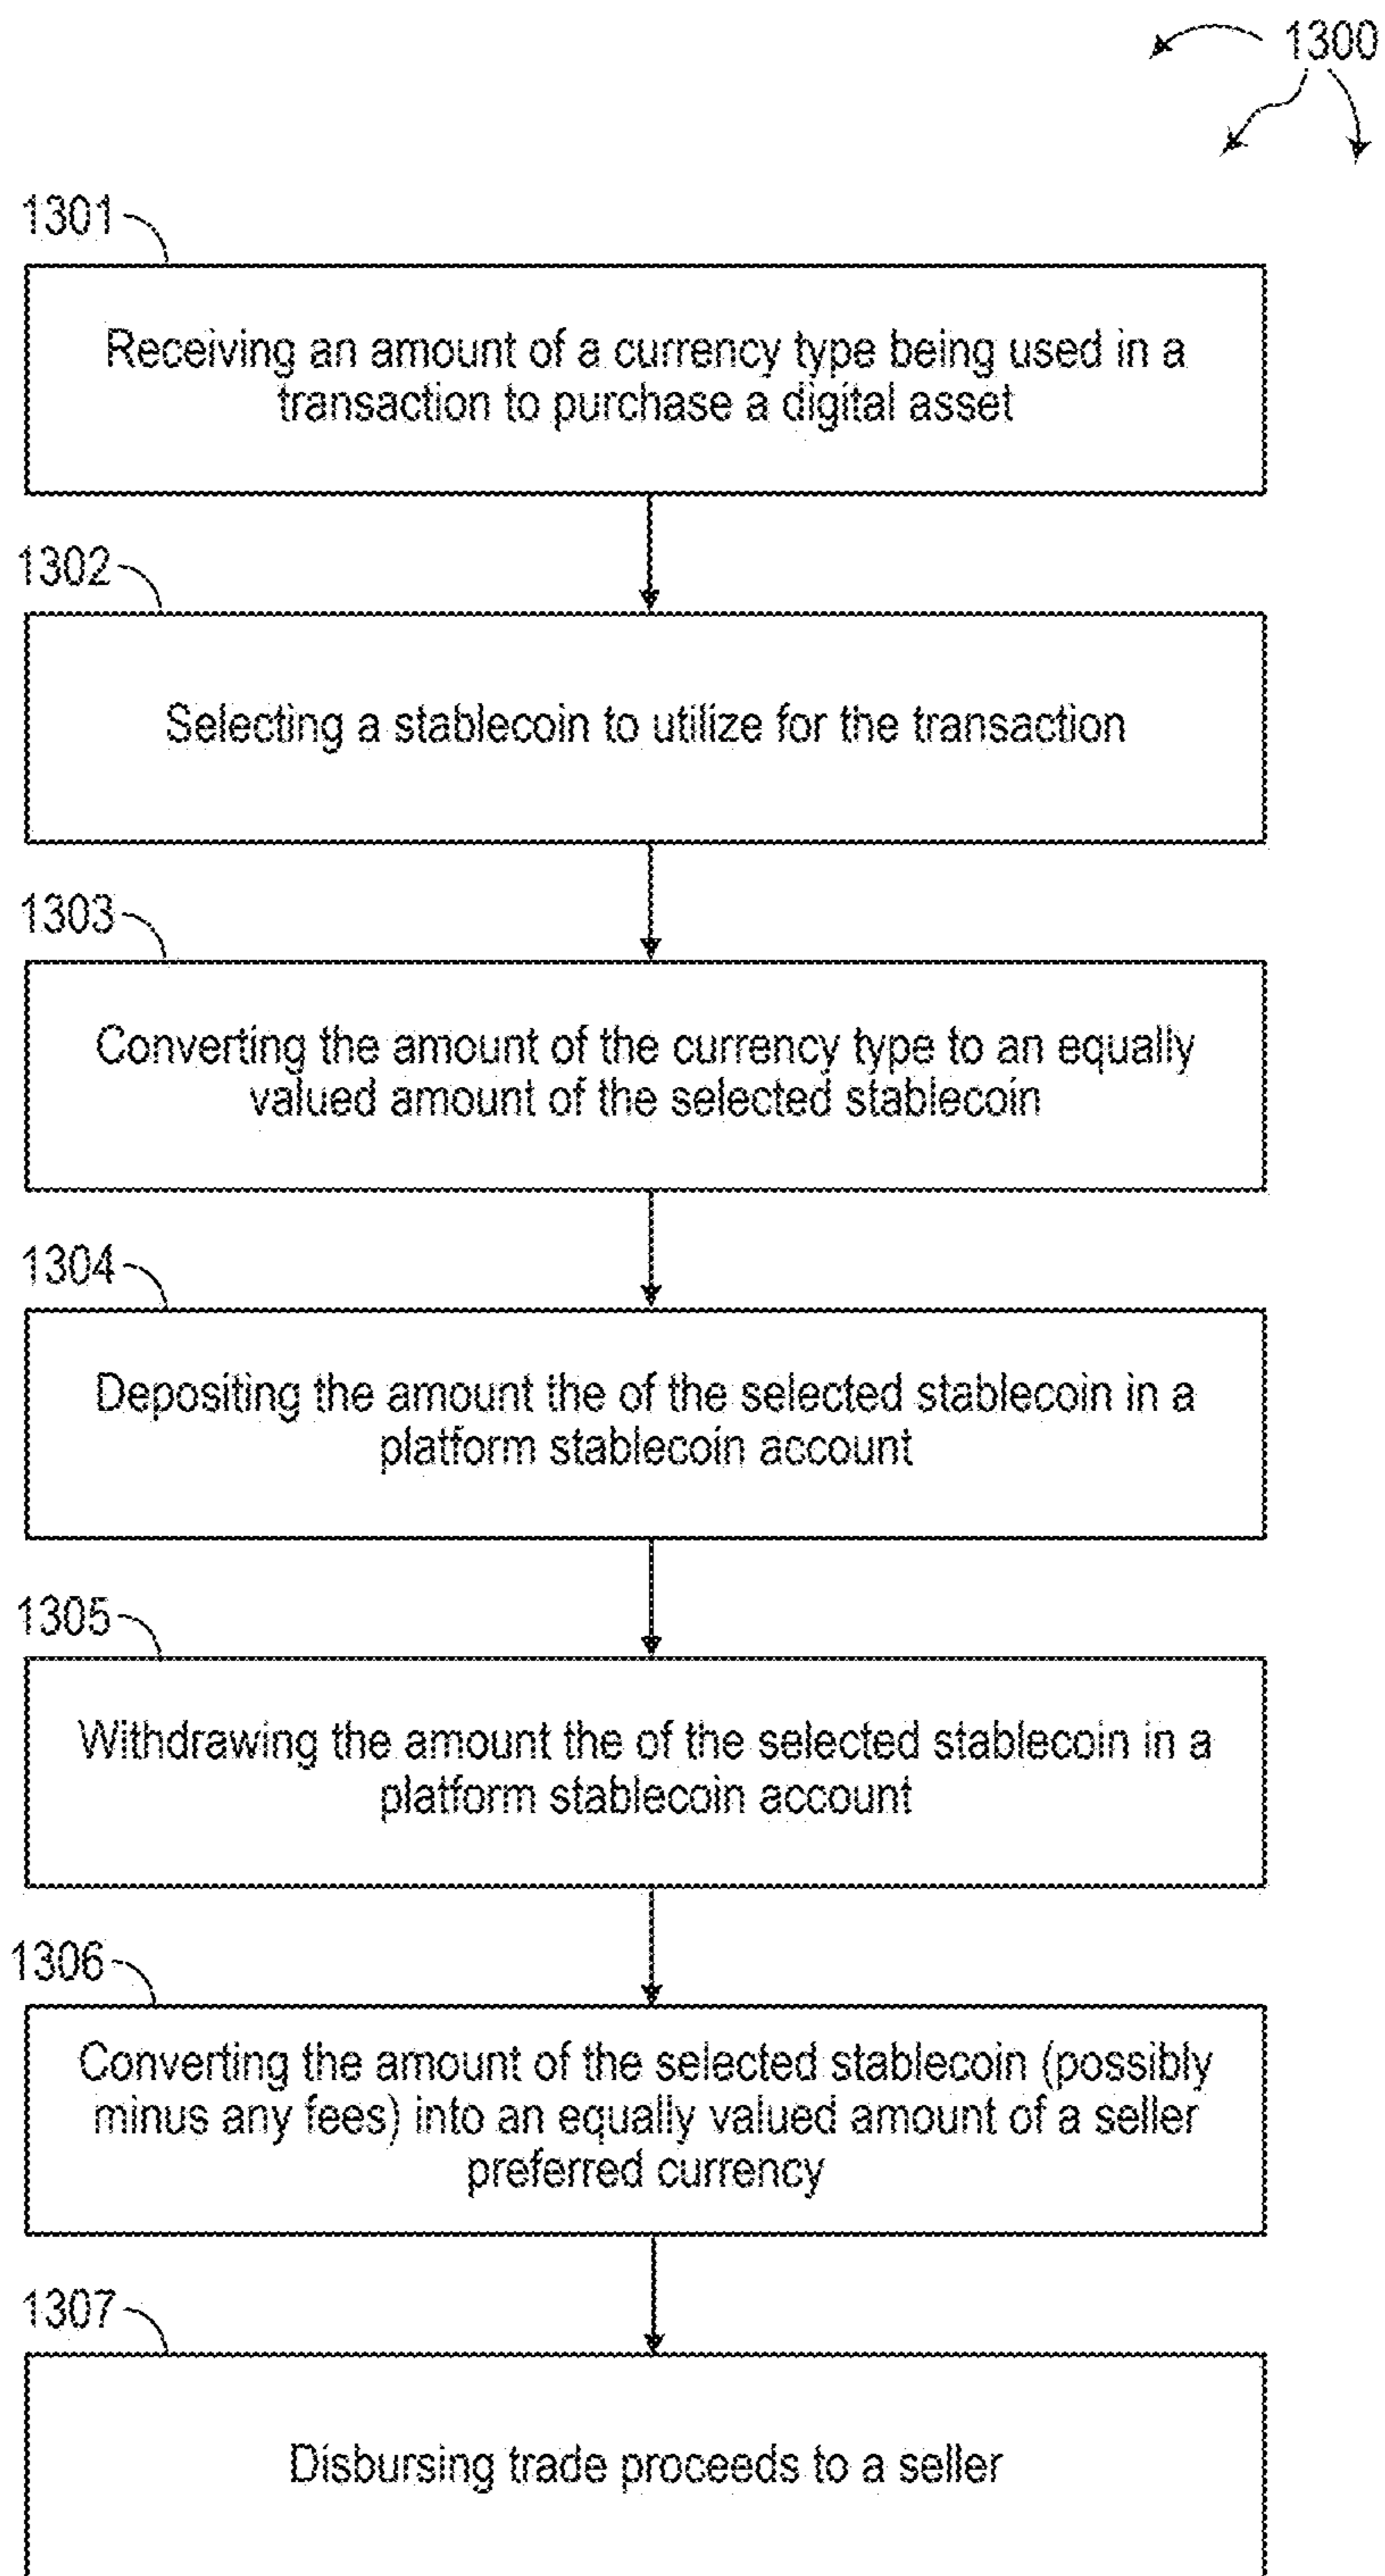 1300
1301
Receiving an amount of a currency type being used in a
transaction to purchase a digital asset
1302
Selecting a stablecoin to utilize for the transaction
1303
Converting the amount of the currency type to an equally
valued amount of the selected stablecoin
1304
Depositing the amount the of the selected stablecoin in a
platform stablecoin account
1305
Withdrawing the amount the of the selected stablecoin in a
platform stablecoin account
1306
Converting the amount of the selected stablecoin (possibly
minus any fees) into an equally valued amount of a seller
preferred currency
1307
Disbursing trade proceeds to a seller